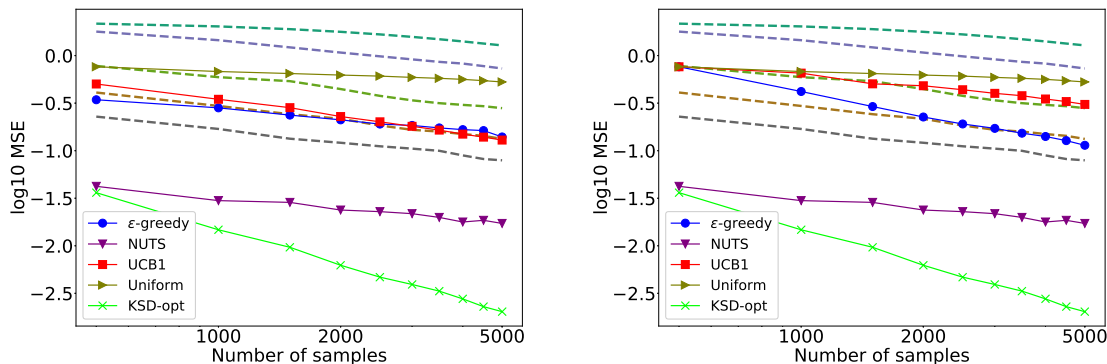 log10 MSE
0.0
−0.5
−1.0
−1.5
−2.0
−2.5
ε-greedy
NUTS
UCB1
Uniform
KSD-opt
1000
2000
5000
Number of samples
log10 MSE
0.0
−0.5
−1.0
−1.5
−2.0
−2.5
ε-greedy
NUTS
UCB1
Uniform
KSD-opt
1000
2000
5000
Number of samples